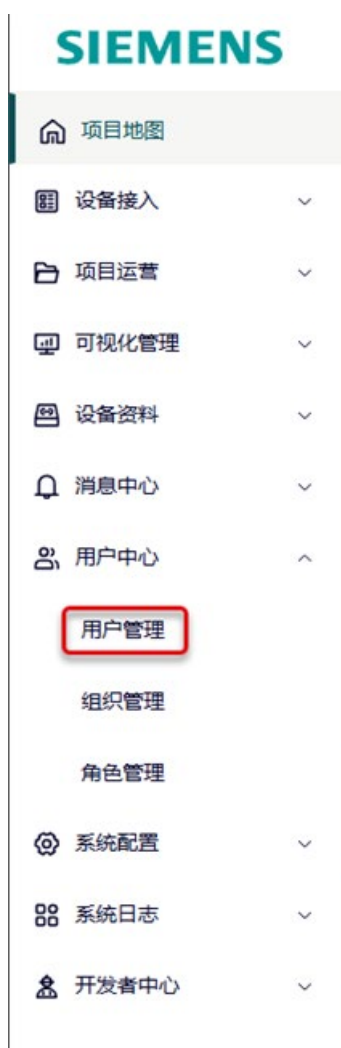 SIEMENS
项目地图
设备接入
项目运营
可视化管理
设备资料
消息中心
用户中心
用户管理
组织管理
角色管理
系统配置
系统日志
开发者中心